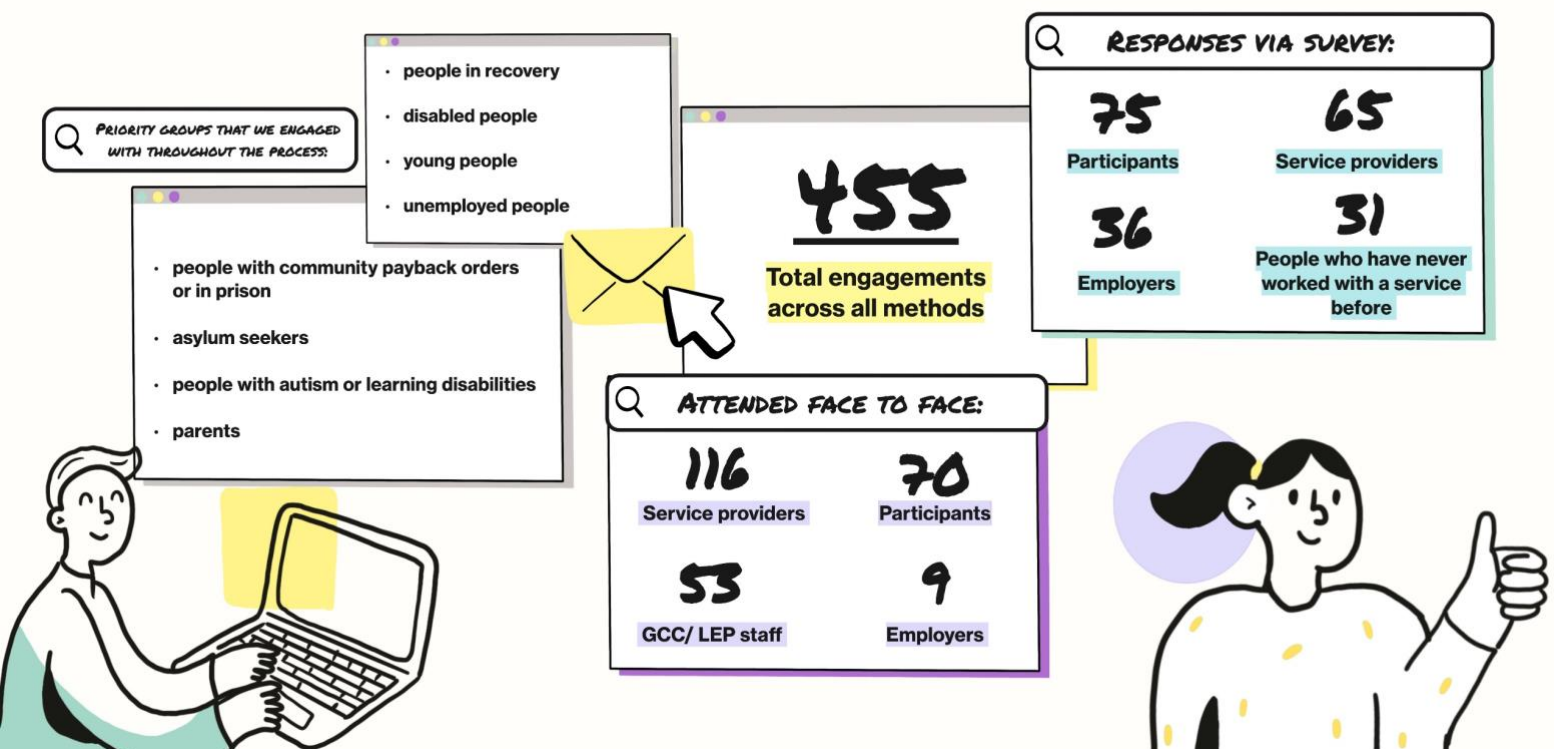 PRIORITY GROUPS THAT WE ENGAGED
WITH THROUGHOUT THE PROCESS:
· people in recovery
· disabled people
· young people
· unemployed people
· people with community payback orders
or in prison
· asylum seekers
· people with autism or learning disabilities
· parents
455
Total engagements
across all methods
RESPONSES VIA SURVEY:
75
Participants
65
Service providers
36
Employers
31
People who have never
worked with a service
before
ATTENDED FACE TO FACE:
116
Service providers
70
Participants
53
GCC/ LEP staff
9
Employers